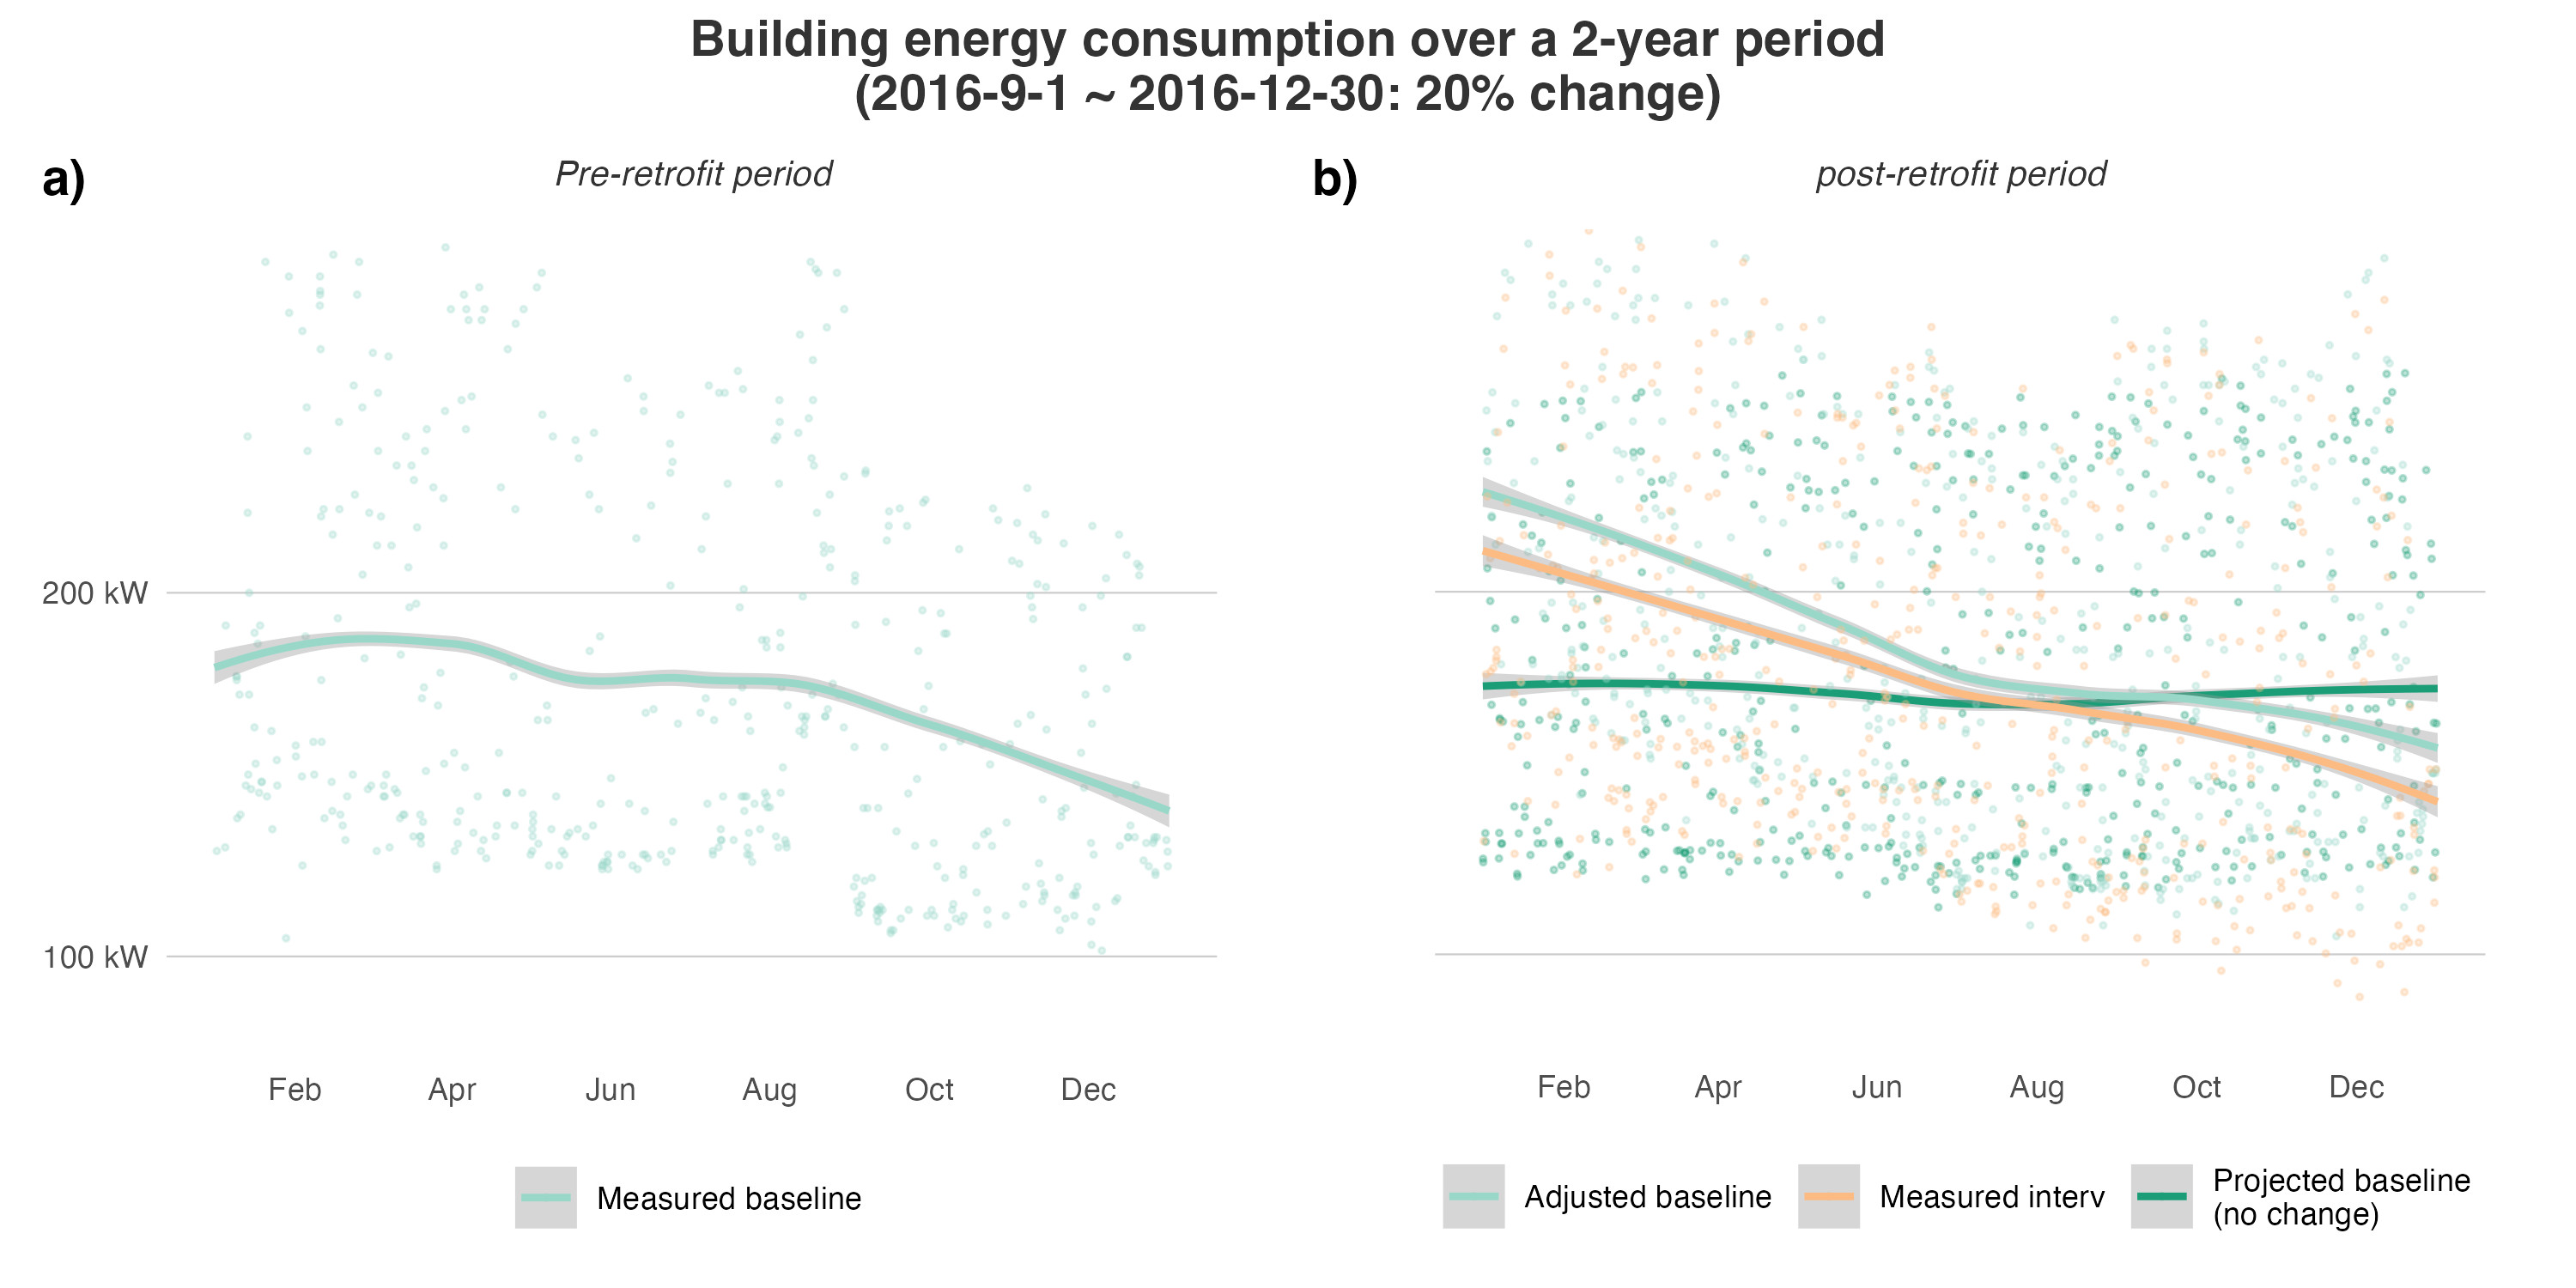 Building energy consumption over a 2-year period
(2016-9-1 ~ 2016-12-30: 20% change)
a)
Pre-retrofit period
200 kW
100 kW
Feb Apr Jun Aug Oct Dec
Measured baseline
b)
post-retrofit period
Feb Apr Jun Aug Oct Dec
Adjusted baseline
Measured interv
Projected baseline
(no change)